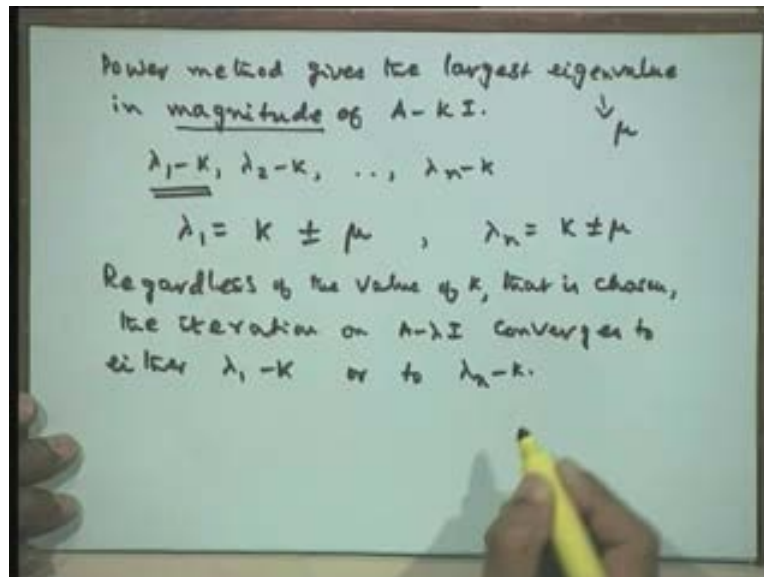 Power method gives the largest eigenvalue
in magnitude of A - K I. ↓ μ
λ₁-K, λ₂-K, .., λₙ-K
λ₁ = K ± μ , λₙ = K ± μ
Regardless of the value of K, that is chosen,
the iteration on A-λI converges to
either λ₁ -K or to λₙ-K.